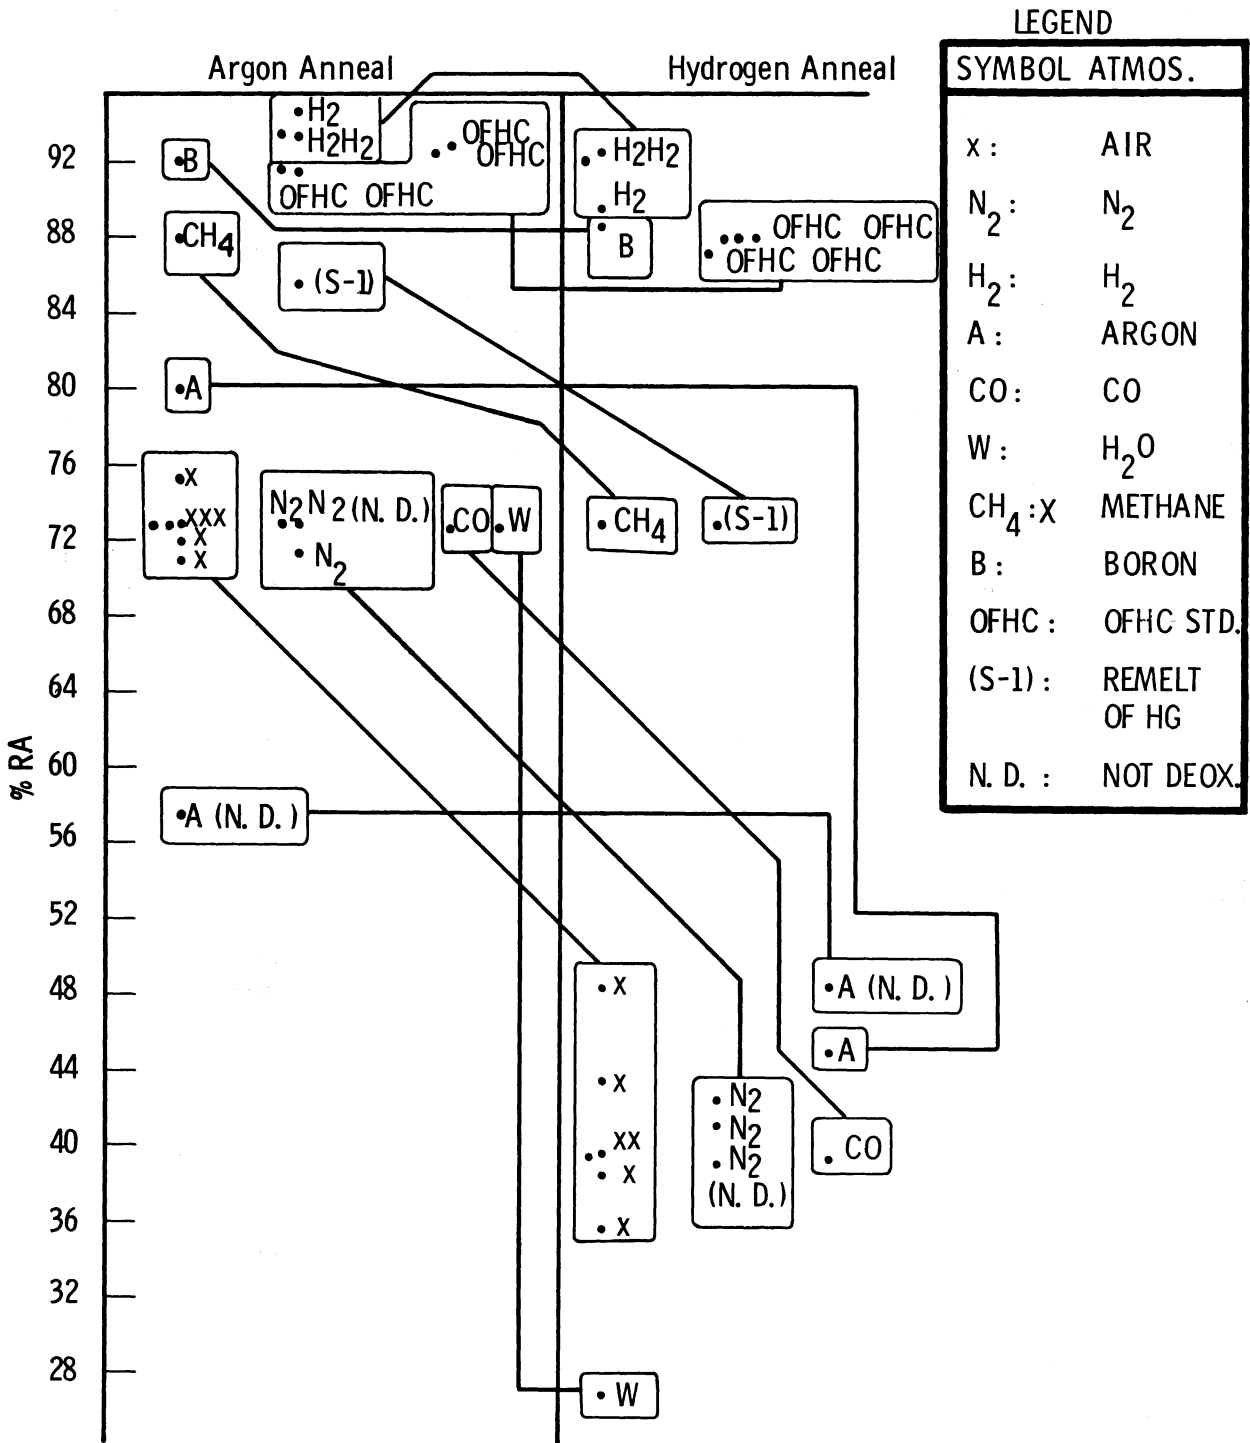 LEGEND
SYMBOL ATMOS.
x: AIR
N2: N2
H2: H2
A: ARGON
CO: CO
W: H2O
CH4:X METHANE
B: BORON
OFHC: OFHC STD.
(S-1): REMELT
OF HG
N.D.: NOT DEOX.
Argon Anneal Hydrogen Anneal
% RA
92
88
84
80
76
72
68
64
60
56
52
48
44
40
36
32
28
H2
H2H2
OFHC
OFHC
OFHC OFHC
B
CH4
(S-1)
A
X
XXX
X
X
N2N2(N.D.)
N2
CO
W
A (N.D.)
H2H2
H2
B
OFHC OFHC
OFHC OFHC
CH4
(S-1)
X
X
XX
X
X
A (N.D.)
A
N2
N2
N2
(N.D.)
CO
W